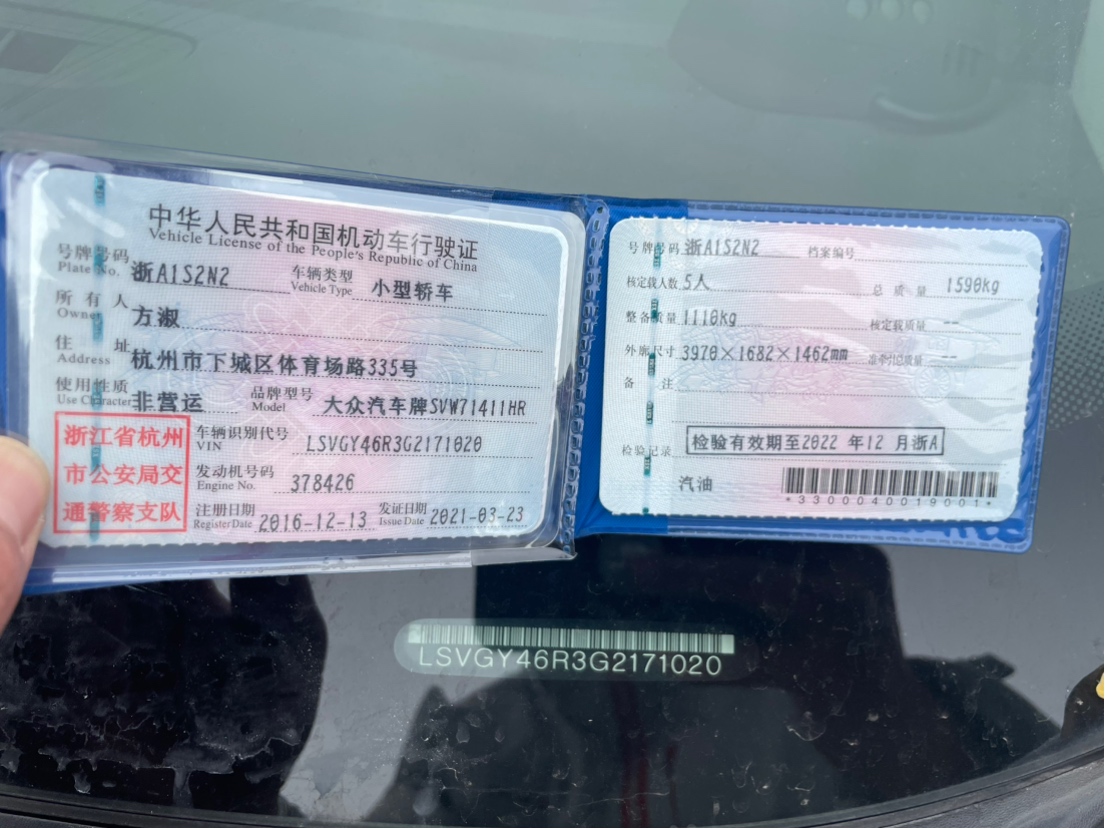 中华人民共和国机动车行驶证
Vehicle License of the People's Republic of China
号牌号码 浙A1S2N2 车辆类型 小型轿车
Plate No. Vehicle Type
所有人 方淑
Owner
住址 杭州市下城区体育场路335号
Address
使用性质 非营运 品牌型号 大众汽车牌SVW71411HR
Use Character Model
浙江省杭州
市公安局交
通警察支队
车辆识别代号 LSVGY46R3G2171020
VIN
发动机号码 378426
Engine No.
注册日期 2016-12-13 发证日期 2021-03-23
Register Date Issue Date
号牌号码 浙A1S2N2 档案编号
核定载人数 5人 总质量 1590kg
整备质量 1110kg 核定载质量 --
外廓尺寸 3970×1682×1462mm 准牵引总质量 --
备注
检验记录 检验有效期至2022 年12 月浙A
汽油
*3300040019001*
LSVGY46R3G2171020